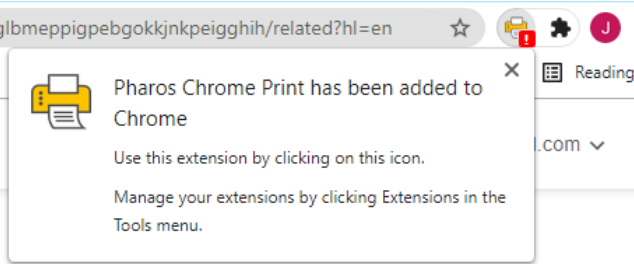 glbmeppigpebgokkjnkpeigghih/related?hl=en
J
Pharos Chrome Print has been added to
Chrome
Reading
Use this extension by clicking on this icon.
.com
Manage your extensions by clicking Extensions in the
Tools menu.